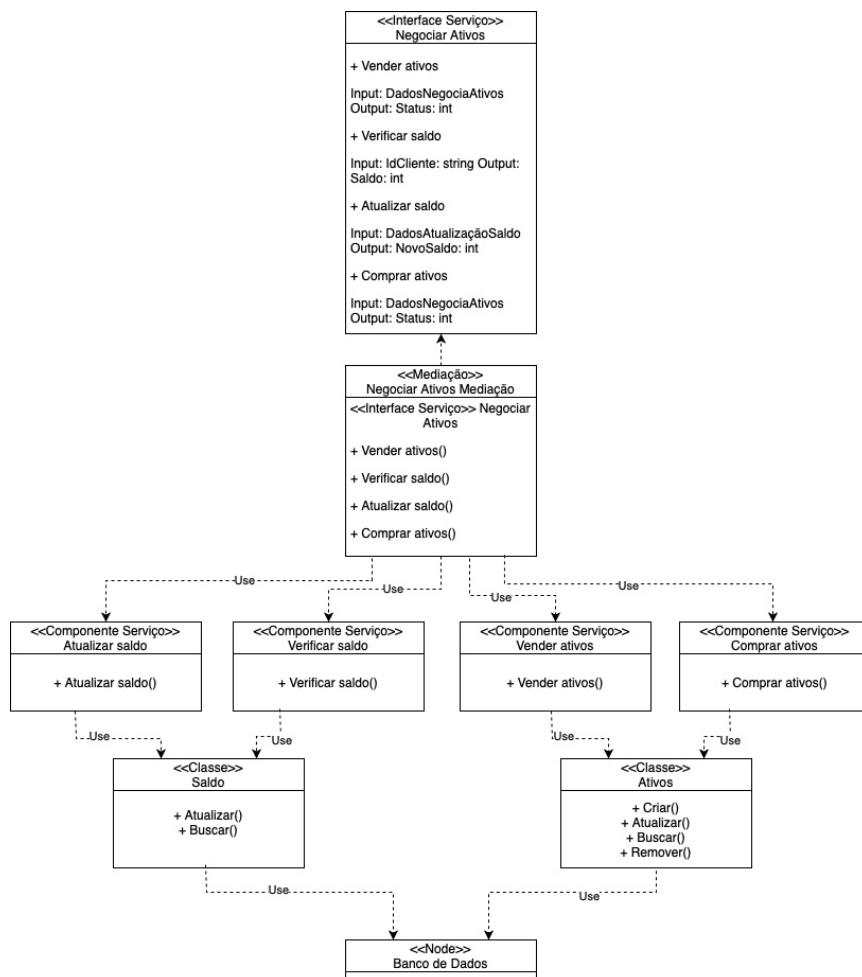 <<Interface Serviço>>
Negociar Ativos
+ Vender ativos
Input: DadosNegociaAtivos
Output: Status: int
+ Verificar saldo
Input: IdCliente: string Output:
Saldo: int
+ Atualizar saldo
Input: DadosAtualizaçãoSaldo
Output: NovoSaldo: int
+ Comprar ativos
Input: DadosNegociaAtivos
Output: Status: int
<<Mediação>>
Negociar Ativos Mediação
<<Interface Serviço>> Negociar
Ativos
+ Vender ativos()
+ Verificar saldo()
+ Atualizar saldo()
+ Comprar ativos()
Use
Use
Use
Use
<<Componente Serviço>>
Atualizar saldo
+ Atualizar saldo()
<<Componente Serviço>>
Verificar saldo
+ Verificar saldo()
<<Componente Serviço>>
Vender ativos
+ Vender ativos()
<<Componente Serviço>>
Comprar ativos
+ Comprar ativos()
Use
Use
Use
Use
<<Classe>>
Saldo
+ Atualizar()
+ Buscar()
<<Classe>>
Ativos
+ Criar()
+ Atualizar()
+ Buscar()
+ Remover()
Use
Use
<<Node>>
Banco de Dados